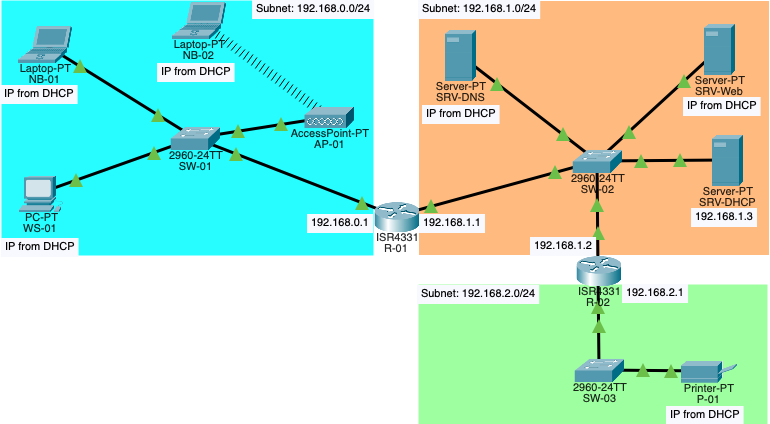 Subnet: 192.168.0.0/24
Laptop-PT
NB-01
IP from DHCP
Laptop-PT
NB-02
IP from DHCP
AccessPoint-PT
AP-01
2960-24TT
SW-01
PC-PT
WS-01
IP from DHCP
192.168.0.1
ISR4331
R-01
192.168.1.1
Subnet: 192.168.1.0/24
Server-PT
SRV-DNS
IP from DHCP
Server-PT
SRV-Web
IP from DHCP
2960-24TT
SW-02
Server-PT
SRV-DHCP
192.168.1.3
192.168.1.2
ISR4331
R-02
192.168.2.1
Subnet: 192.168.2.0/24
2960-24TT
SW-03
Printer-PT
P-01
IP from DHCP